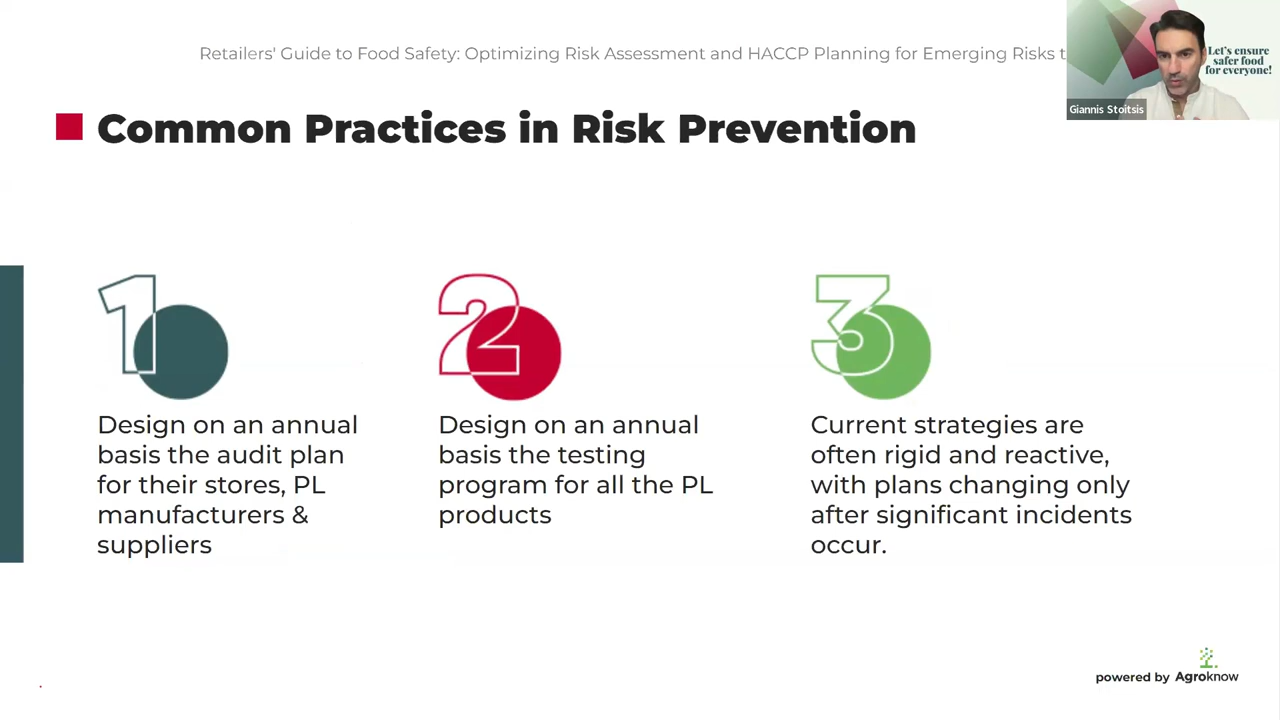 Retailers' Guide to Food Safety: Optimizing Risk Assessment and HACCP Planning for Emerging Risks
Let's ensure
safer food
for everyone!
Giannis Stoitsis
Common Practices in Risk Prevention
1
Design on an annual
basis the audit plan
for their stores, PL
manufacturers &
suppliers
2
Design on an annual
basis the testing
program for all the PL
products
3
Current strategies are
often rigid and reactive,
with plans changing only
after significant incidents
occur.
powered by Agroknow